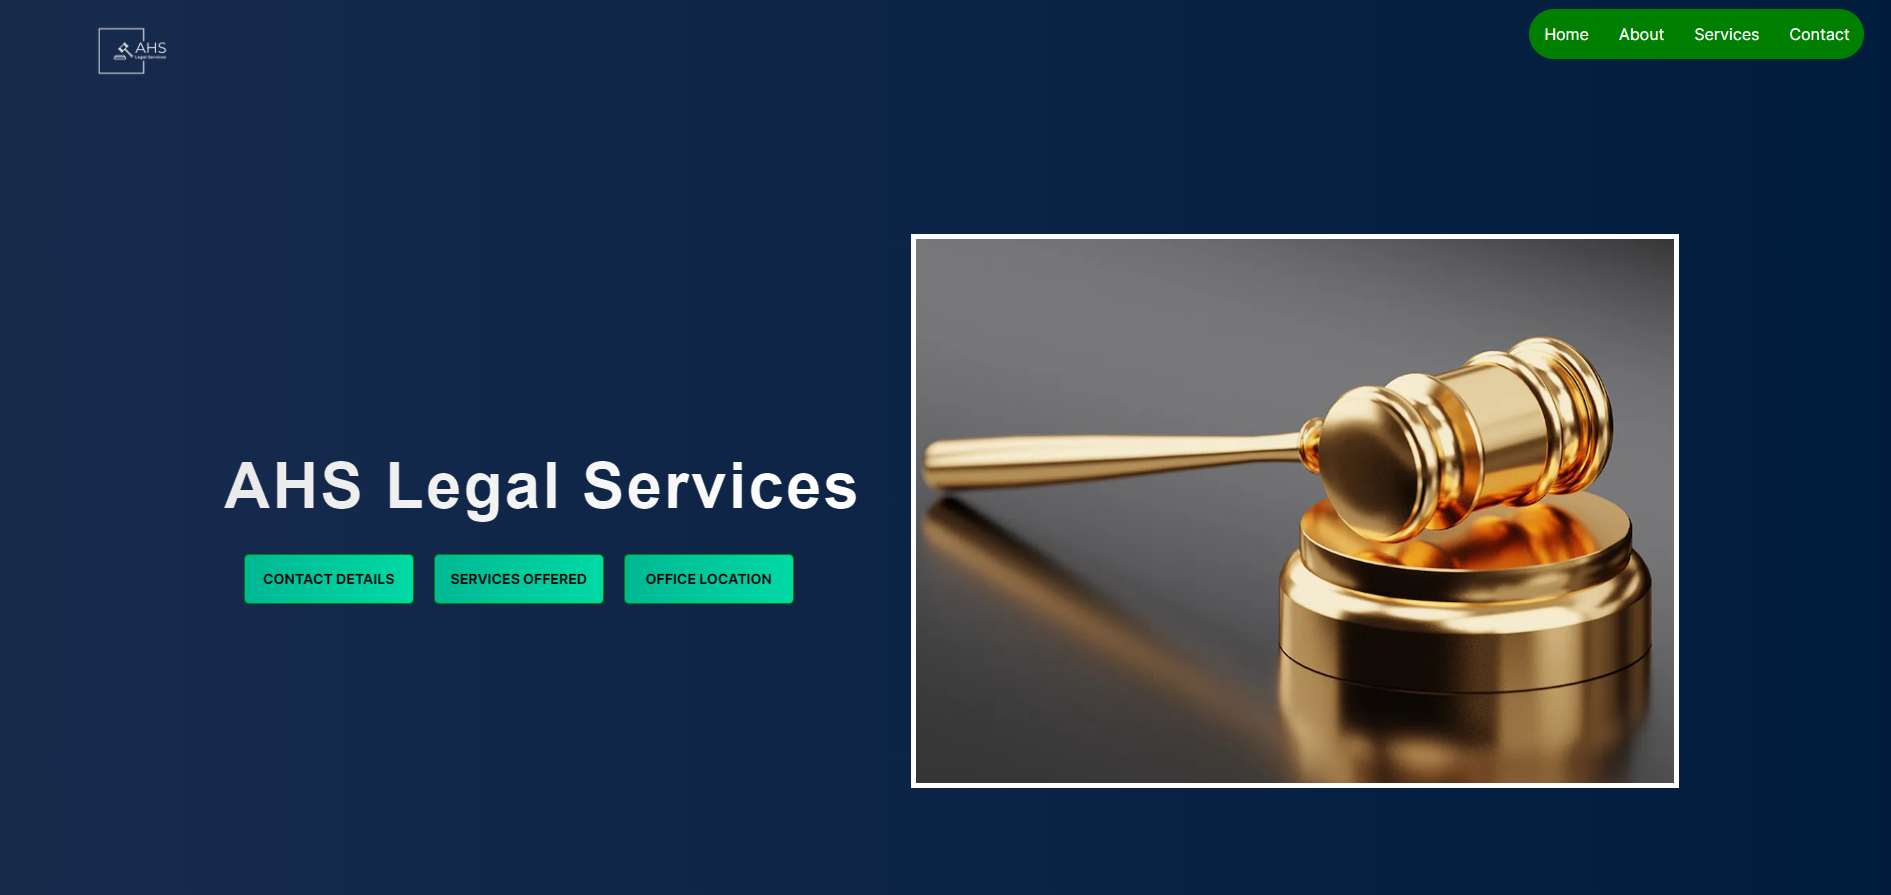 AHS
Legal Services
Home About Services Contact
AHS Legal Services
CONTACT DETAILS SERVICES OFFERED OFFICE LOCATION